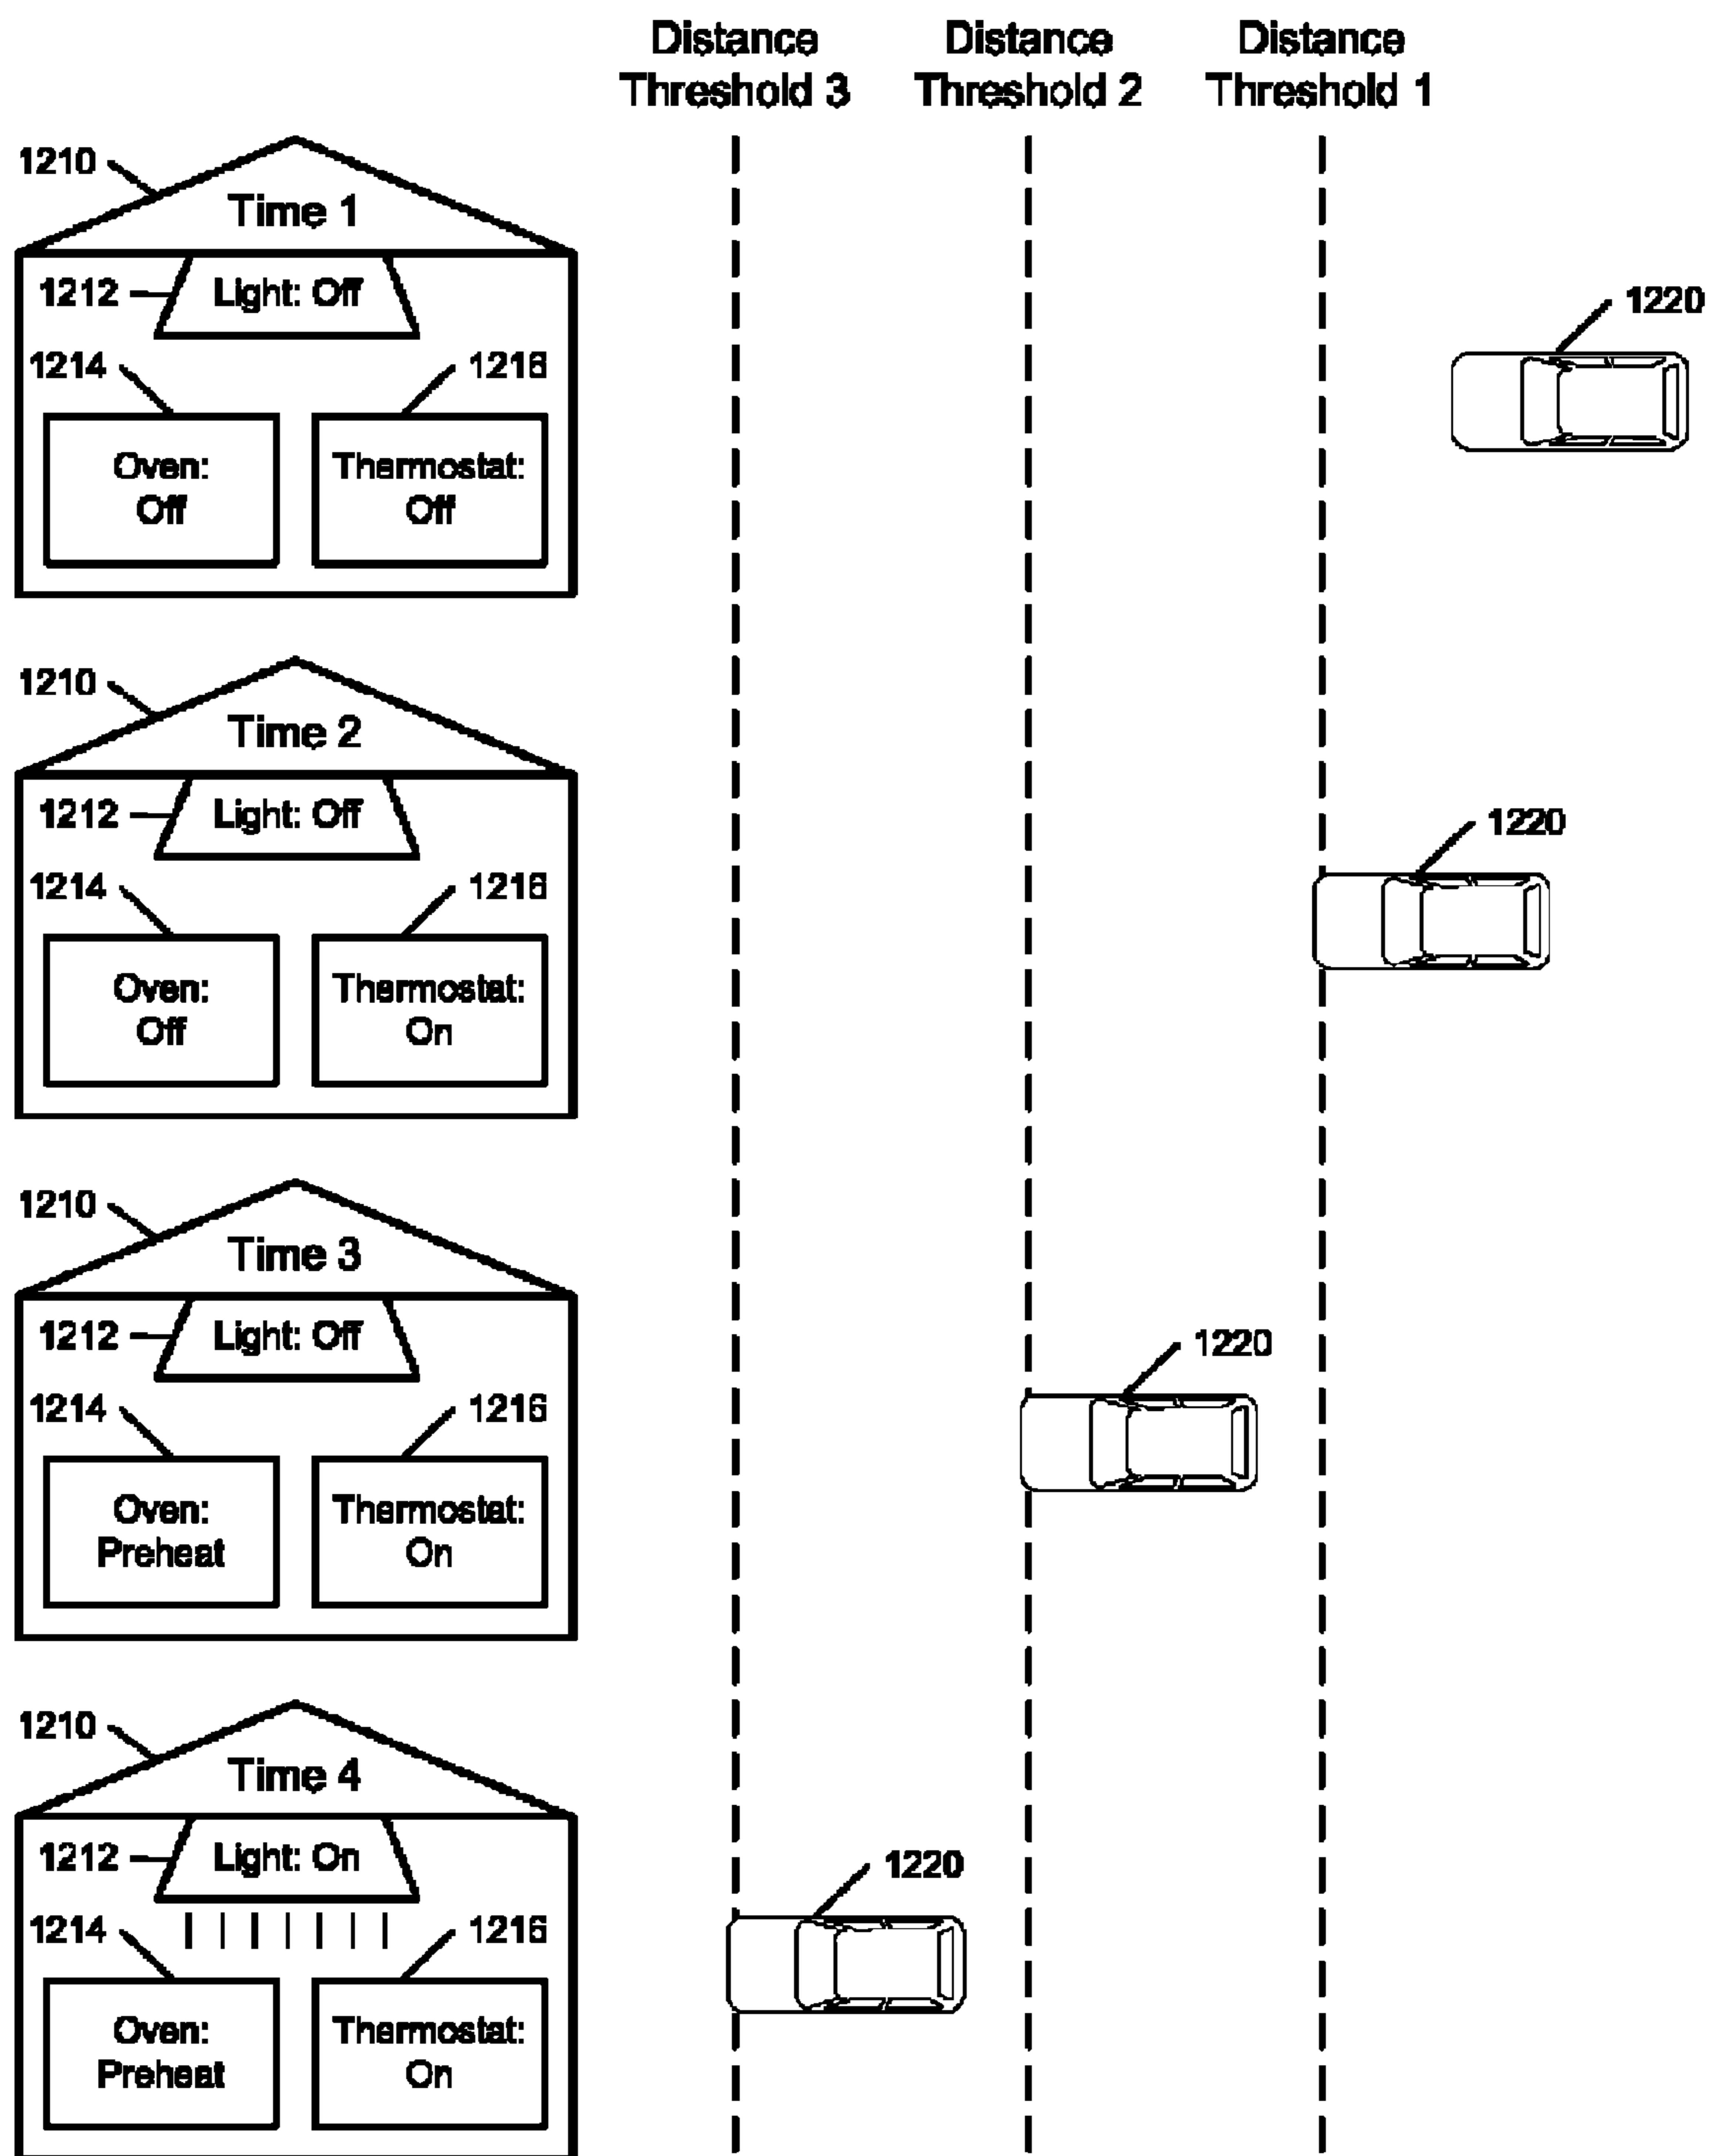 Distance
Threshold 3
Distance
Threshold 2
Distance
Threshold 1
1210
Time 1
1212
Light: Off
1214
1216
Oven:
Off
Thermostat:
Off
1220
1210
Time 2
1212
Light: Off
1214
1216
Oven:
Off
Thermostat:
On
1220
1210
Time 3
1212
Light: Off
1214
1216
Oven:
Preheat
Thermostat:
On
1220
1210
Time 4
1212
Light: On
1214
1216
Oven:
Preheat
Thermostat:
On
1220